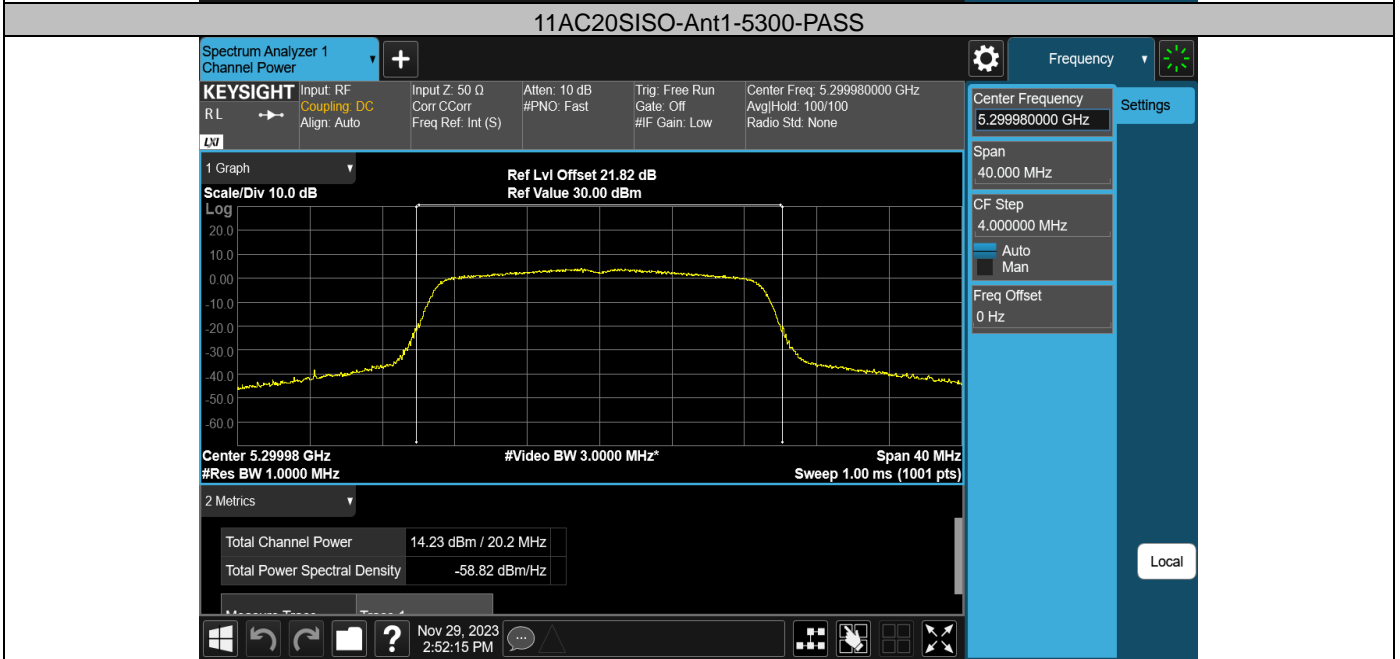 11AC20SISO-Ant1-5300-PASS
Spectrum Analyzer 1
Channel Power
+
Frequency
KEYSIGHT
RL
LXI
Input: RF
Coupling: DC
Align: Auto
Input Z: 50 Ω
Corr CCorr
Freq Ref: Int (S)
Atten: 10 dB
#PNO: Fast
Trig: Free Run
Gate: Off
#IF Gain: Low
Center Freq: 5.299980000 GHz
Avg|Hold: 100/100
Radio Std: None
Center Frequency
5.299980000 GHz
Settings
Span
40.000 MHz
CF Step
4.000000 MHz
Auto
Man
Freq Offset
0 Hz
1 Graph
Scale/Div 10.0 dB
Ref Lvl Offset 21.82 dB
Ref Value 30.00 dBm
Log
20.0
10.0
0.00
-10.0
-20.0
-30.0
-40.0
-50.0
-60.0
Center 5.29998 GHz
#Video BW 3.0000 MHz*
Span 40 MHz
#Res BW 1.0000 MHz
Sweep 1.00 ms (1001 pts)
2 Metrics
Total Channel Power 14.23 dBm / 20.2 MHz
Total Power Spectral Density -58.82 dBm/Hz
Local
?
Nov 29, 2023
2:52:15 PM